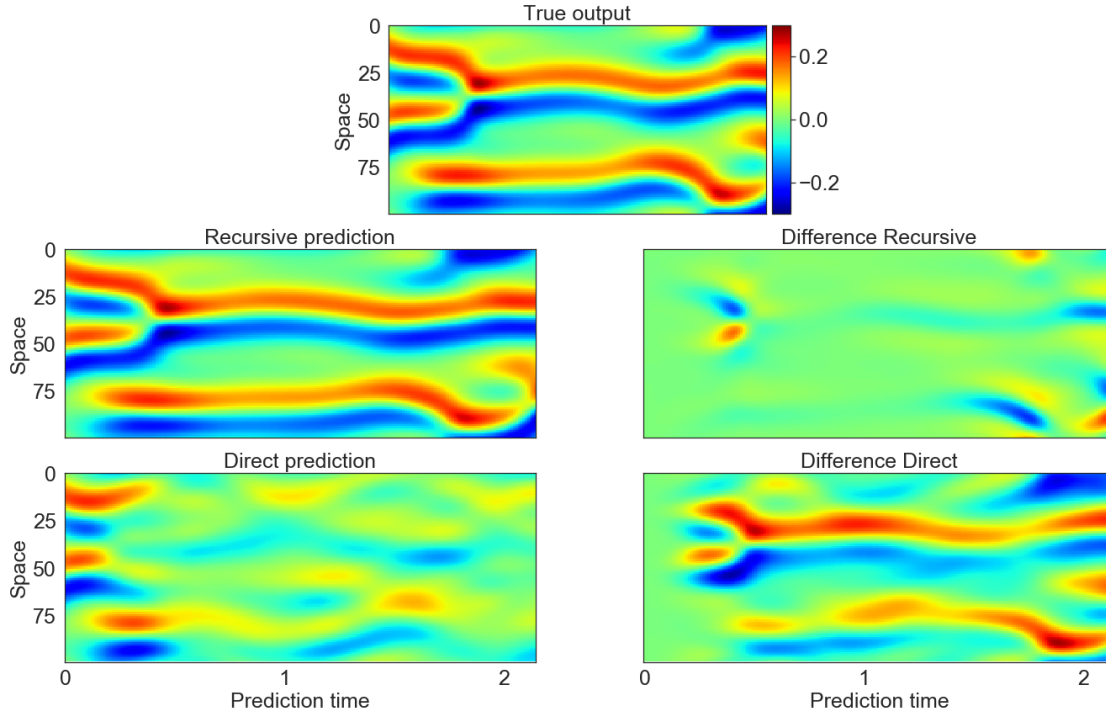 True output
0
25
50
75
Space
0.2
0.0
−0.2
Recursive prediction
0
25
50
75
Space
Difference Recursive
Direct prediction
0
25
50
75
Space
0
1
2
Prediction time
Difference Direct
0
1
2
Prediction time